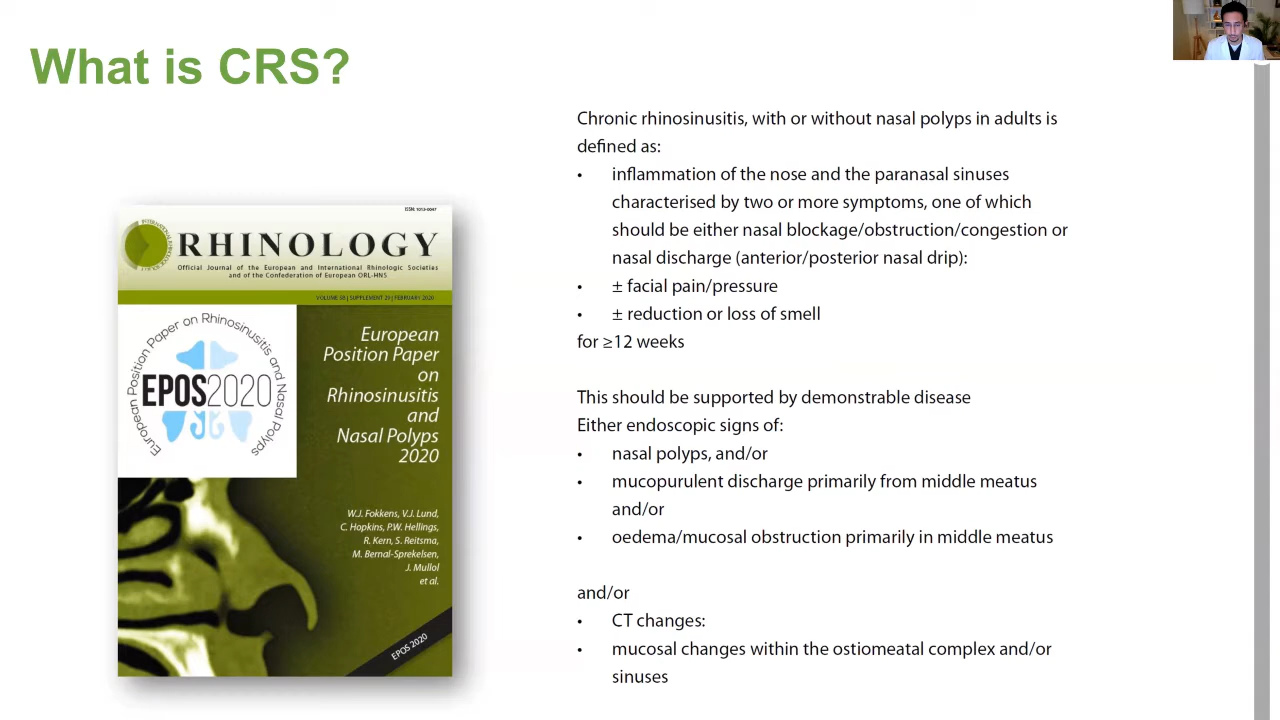 What is CRS?
ISSN: 0300-0729
RHINOLOGY
Official Journal of the European and International Rhinologic Societies
and of the Confederation of European ORL-HNS
VOLUME 58 | SUPPLEMENT 29 | FEBRUARY 2020
European Position Paper on Rhinosinusitis and Nasal Polyps
EPOS2020
European
Position Paper
on
Rhinosinusitis
and
Nasal Polyps
2020
W.J. Fokkens, V.J. Lund,
C. Hopkins, P.W. Hellings,
R. Kern, S. Reitsma,
M. Bernal-Sprekelsen,
J. Mullol
et al.
EPOS 2020
Chronic rhinosinusitis, with or without nasal polyps in adults is
defined as:
• inflammation of the nose and the paranasal sinuses
characterised by two or more symptoms, one of which
should be either nasal blockage/obstruction/congestion or
nasal discharge (anterior/posterior nasal drip):
• ± facial pain/pressure
• ± reduction or loss of smell
for ≥12 weeks
This should be supported by demonstrable disease
Either endoscopic signs of:
• nasal polyps, and/or
• mucopurulent discharge primarily from middle meatus
and/or
• oedema/mucosal obstruction primarily in middle meatus
and/or
• CT changes:
• mucosal changes within the ostiomeatal complex and/or
sinuses